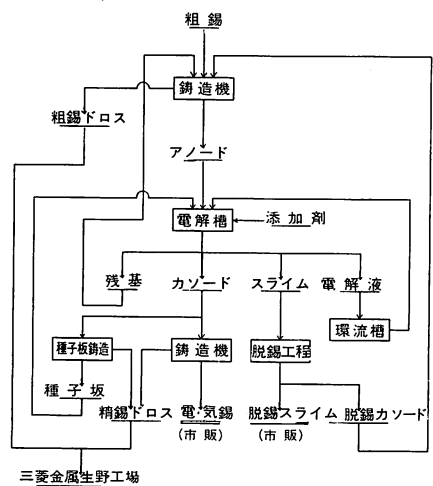 粗錫
鋳造機
粗錫ドロス
アノード
電解槽
添加剤
残基
カソード
スライム
電解液
環流槽
種子板鋳造
鋳造機
脱錫工程
種子坂
精錫ドロス
電・気錫
脱錫スライム
脱錫カソード
(市販)
(市販)
三菱金属生野工場